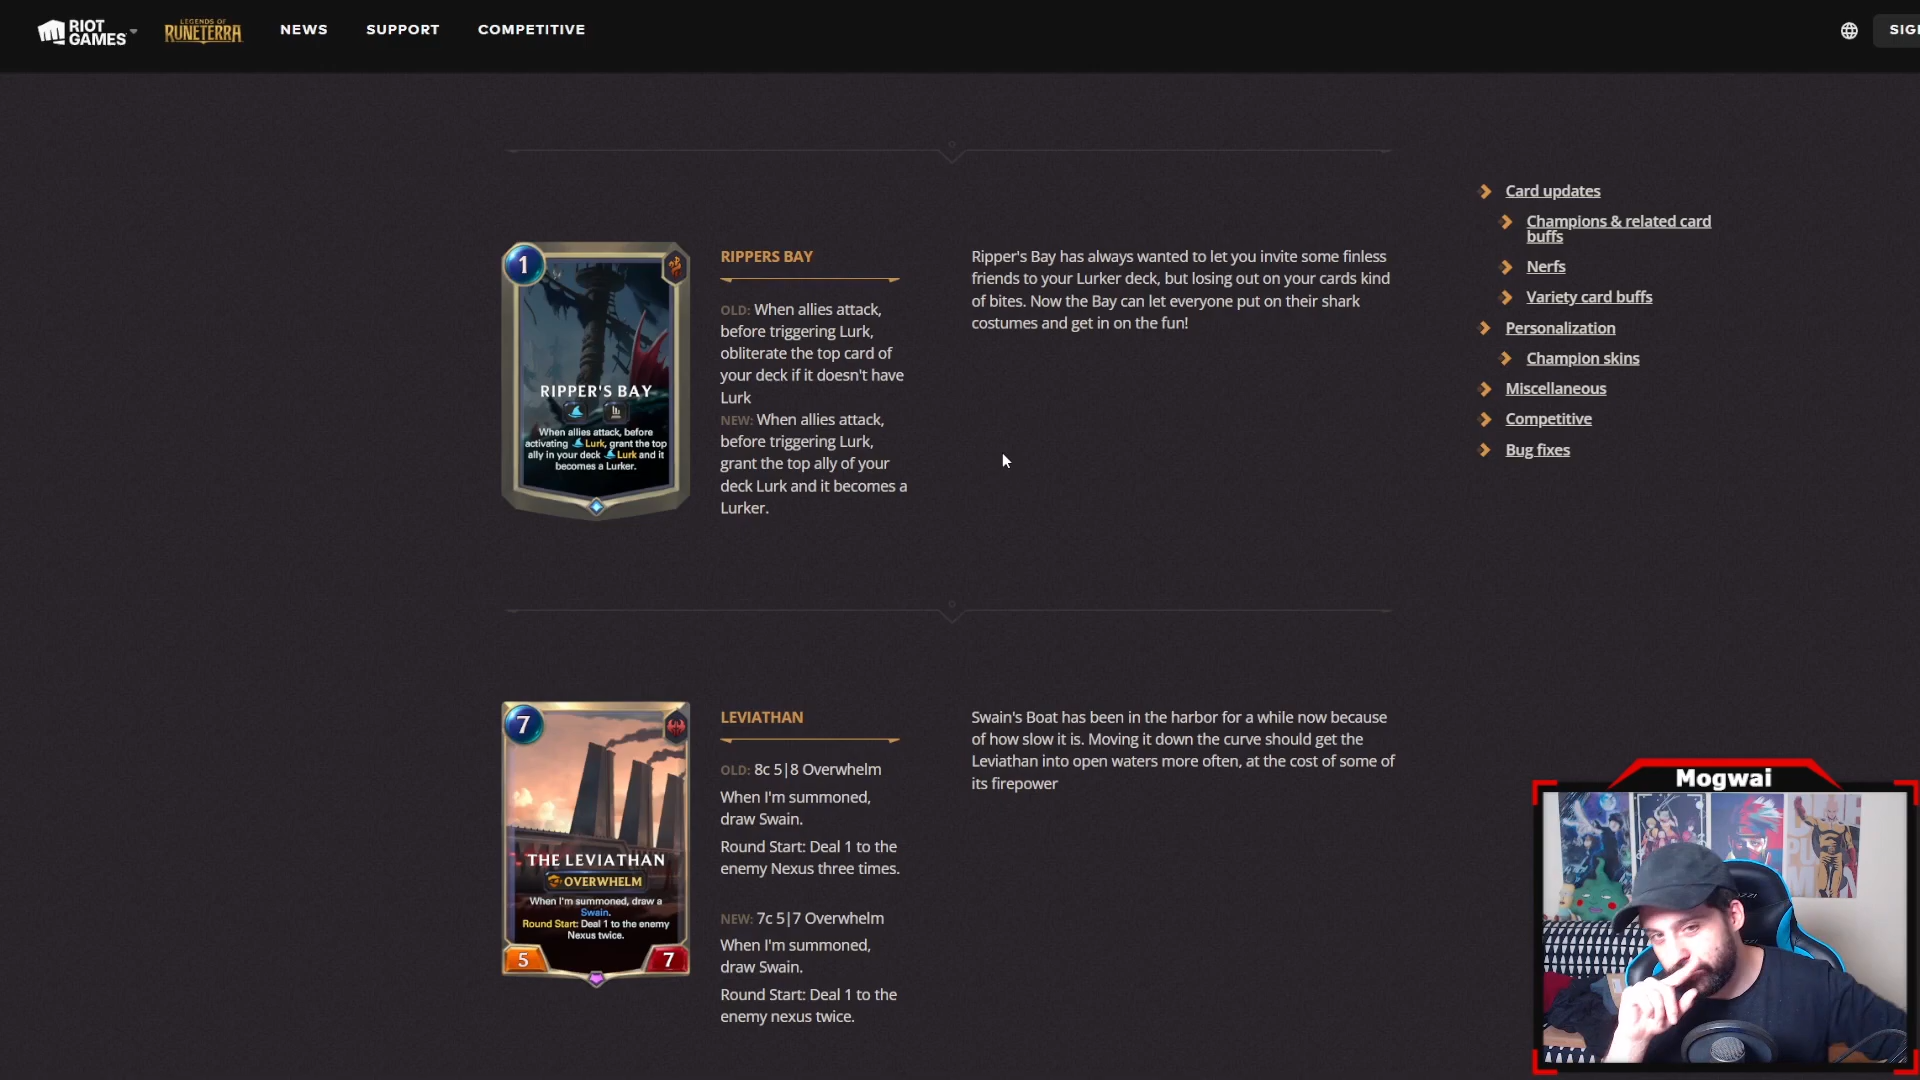 RIOT GAMES
LEGENDS OF RUNETERRA
NEWS
SUPPORT
COMPETITIVE
Card updates
Champions & related card
buffs
Nerfs
Variety card buffs
Personalization
Champion skins
Miscellaneous
Competitive
Bug fixes
1
RIPPER'S BAY
When allies attack, before
activating Lurk, grant the top
ally in your deck Lurk and it
becomes a Lurker.
RIPPERS BAY
OLD: When allies attack,
before triggering Lurk,
obliterate the top card of
your deck if it doesn't have
Lurk
NEW: When allies attack,
before triggering Lurk,
grant the top ally of your
deck Lurk and it becomes a
Lurker.
Ripper's Bay has always wanted to let you invite some finless
friends to your Lurker deck, but losing out on your cards kind
of bites. Now the Bay can let everyone put on their shark
costumes and get in on the fun!
7
THE LEVIATHAN
OVERWHELM
When I'm summoned, draw a
Swain.
Round Start: Deal 1 to the enemy
Nexus twice.
5
7
LEVIATHAN
OLD: 8c 5|8 Overwhelm
When I'm summoned,
draw Swain.
Round Start: Deal 1 to the
enemy Nexus three times.
NEW: 7c 5|7 Overwhelm
When I'm summoned,
draw Swain.
Round Start: Deal 1 to the
enemy nexus twice.
Swain's Boat has been in the harbor for a while now because
of how slow it is. Moving it down the curve should get the
Leviathan into open waters more often, at the cost of some of
its firepower
Mogwai